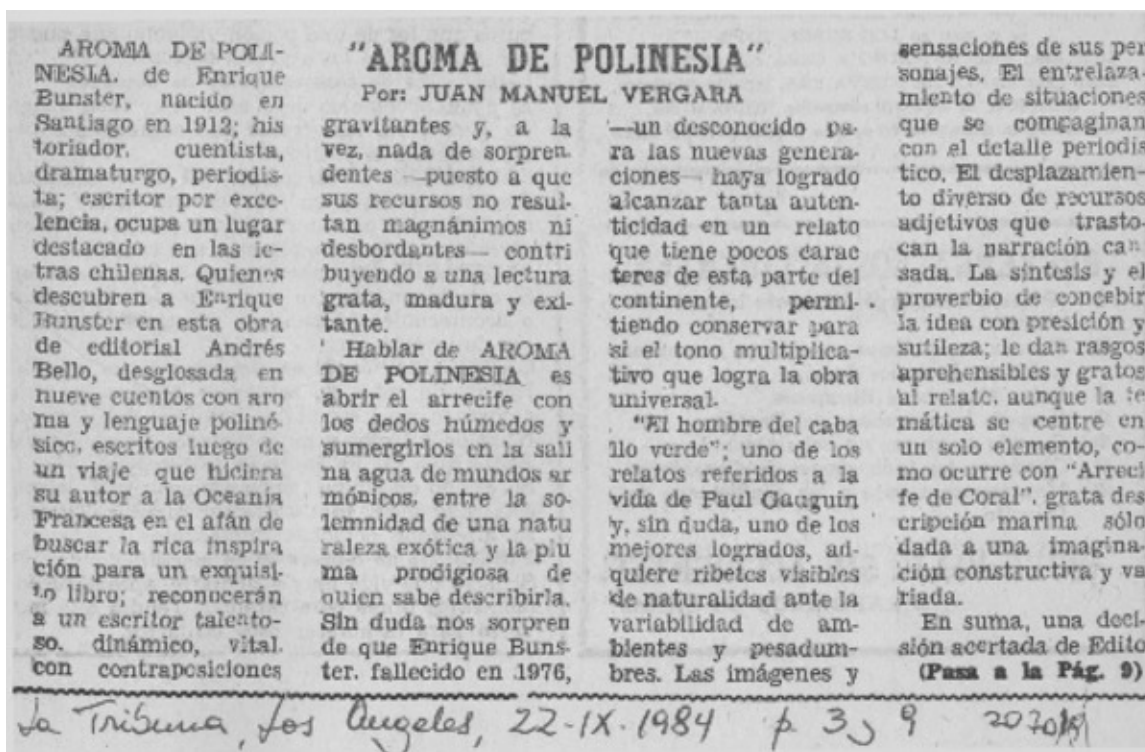 "AROMA DE POLINESIA"
Por: JUAN MANUEL VERGARA
AROMA DE POLI-
NESIA. de Enrique
Bunster, nacido en
Santiago en 1912; his
toriador. cuentista,
dramaturgo, periodis
ta; escritor por exce-
lencia, ocupa un lugar
destacado en las le-
tras chilenas. Quienes
descubren a Enrique
Bunster en esta obra
de editorial Andrés
Bello, desglosada en
nueve cuentos con aro
ma y lenguaje poliné-
sico, escritos luego de
un viaje que hiciera
su autor a la Oceanía
Francesa en el afán de
buscar la rica inspira
ción para un exquisi-
to libro; reconocerán
a un escritor talento-
so. dinámico, vital.
con contraposiciones
gravitantes y, a la
vez, nada de sorpren-
dentes —puesto a que
sus recursos no resul-
tan magnánimos ni
desbordantes— contri
buyendo a una lectura
grata, madura y exi-
tante.
Hablar de AROMA
DE POLINESIA es
abrir el arrecife con
los dedos húmedos y
sumergirlos en la sali
na agua de mundos ar
mónicos. entre la so-
lemnidad de una natu
raleza exótica y la plu
ma prodigiosa de
quien sabe describirla.
Sin duda nos sorpren
de que Enrique Buns-
ter. fallecido en 1976,
—un desconocido pa-
ra las nuevas genera-
ciones— haya logrado
alcanzar tanta auten-
ticidad en un relato
que tiene pocos carac
teres de esta parte del
continente, permi-
tiendo conservar para
si el tono multiplica-
tivo que logra la obra
universal.
"El hombre del caba
llo verde"; uno de los
relatos referidos a la
vida de Paul Gauguin
y, sin duda, uno de los
mejores logrados, ad-
quiere ribetes visibles
de naturalidad ante la
variabilidad de am-
bientes y pesadum-
bres. Las imágenes y
sensaciones de sus per
sonajes. El entrelaza-
miento de situaciones
que se compaginan
con el detalle periodís
tico. El desplazamien-
to diverso de recursos
adjetivos que trasto-
can la narración can-
sada. La síntesis y el
proverbio de concebir
la idea con presición y
sutileza; le dan rasgos
aprehensibles y gratos
al relato. aunque la te
mática se centre en
un solo elemento, co-
mo ocurre con "Arreci
fe de Coral". grata des
cripción marina sólo
dada a una imagina-
ción constructiva y va
riada.
En suma, una deci-
sión acertada de Edito
(Pasa a la Pág. 9)
La Tribuna, Los Angeles, 22-IX-1984 p 3 y 9